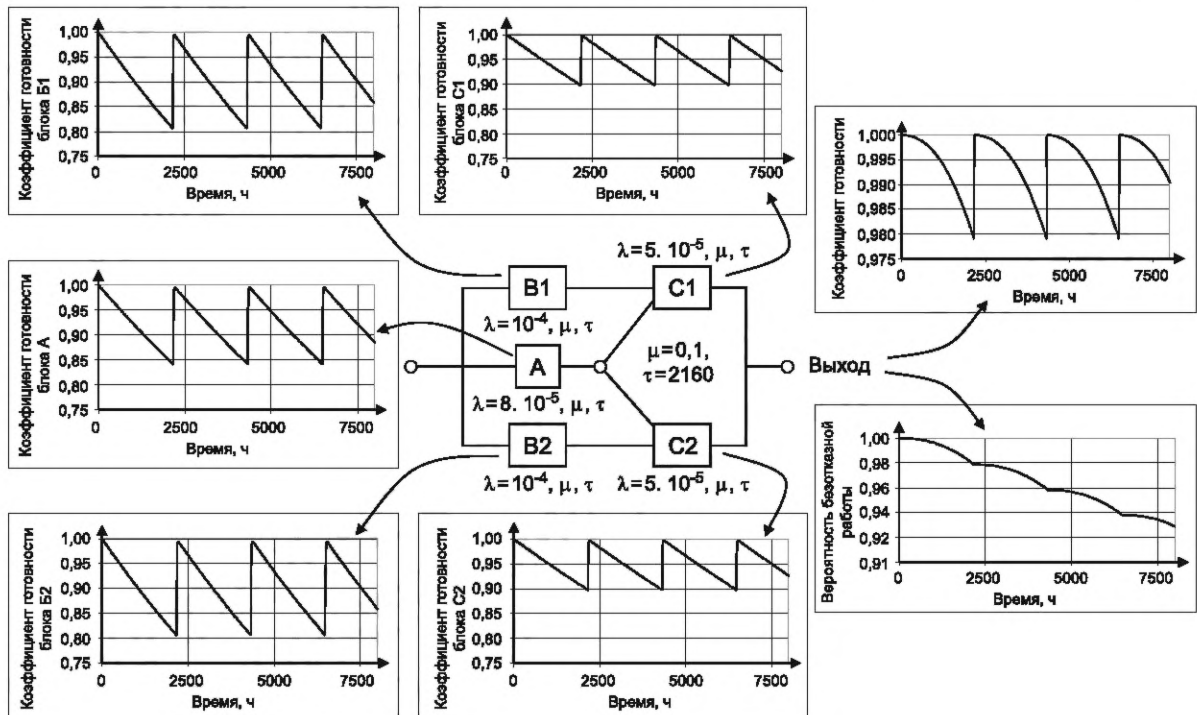 Коэффициент готовности
блока Б1
1,00
0,95
0,90
0,85
0,80
0,75
0
2500
5000
7500
Время, ч
Коэффициент готовности
блока С1
1,00
0,95
0,90
0,85
0,80
0,75
0
2500
5000
7500
Время, ч
Коэффициент готовности
1,000
0,995
0,990
0,985
0,980
0,975
0
2500
5000
7500
Время, ч
Коэффициент готовности
блока А
1,00
0,95
0,90
0,85
0,80
0,75
0
2500
5000
7500
Время, ч
λ=5. 10⁻⁵, μ, τ
B1
C1
λ=10⁻⁴, μ, τ
A
μ=0,1,
τ=2160
Выход
λ=8. 10⁻⁵, μ, τ
B2
C2
λ=10⁻⁴, μ, τ
λ=5. 10⁻⁵, μ, τ
Вероятность безотказной
работы
1,00
0,98
0,96
0,94
0,92
0,91
0
2500
5000
7500
Время, ч
Коэффициент готовности
блока Б2
1,00
0,95
0,90
0,85
0,80
0,75
0
2500
5000
7500
Время, ч
Коэффициент готовности
блока С2
1,00
0,95
0,90
0,85
0,80
0,75
0
2500
5000
7500
Время, ч